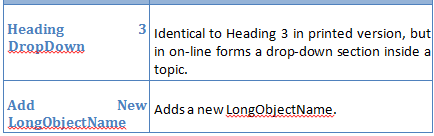 Heading 3
DropDown
Identical to Heading 3 in printed version, but
in on-line forms a drop-down section inside a
topic.
Add New
LongObjectName
Adds a new LongObjectName.